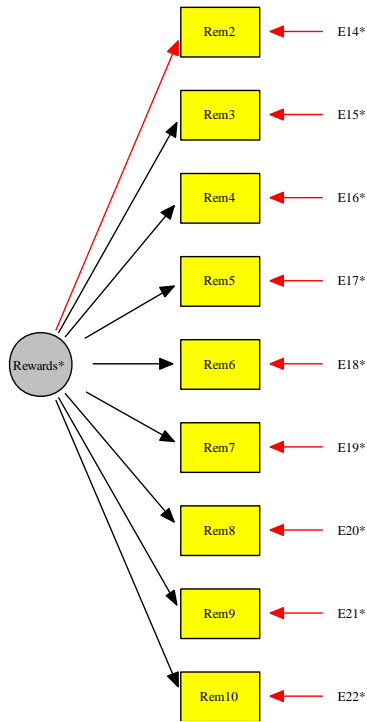 Rem2 E14*
Rem3 E15*
Rem4 E16*
Rem5 E17*
Rewards* Rem6 E18*
Rem7 E19*
Rem8 E20*
Rem9 E21*
Rem10 E22*